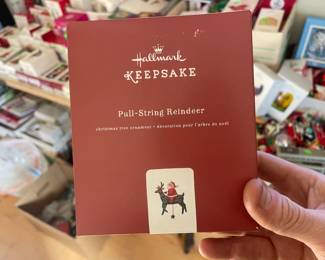 Hallmark
KEEPSAKE
Pull-String Reindeer
christmas tree ornament • décoration pour l'arbre de noël